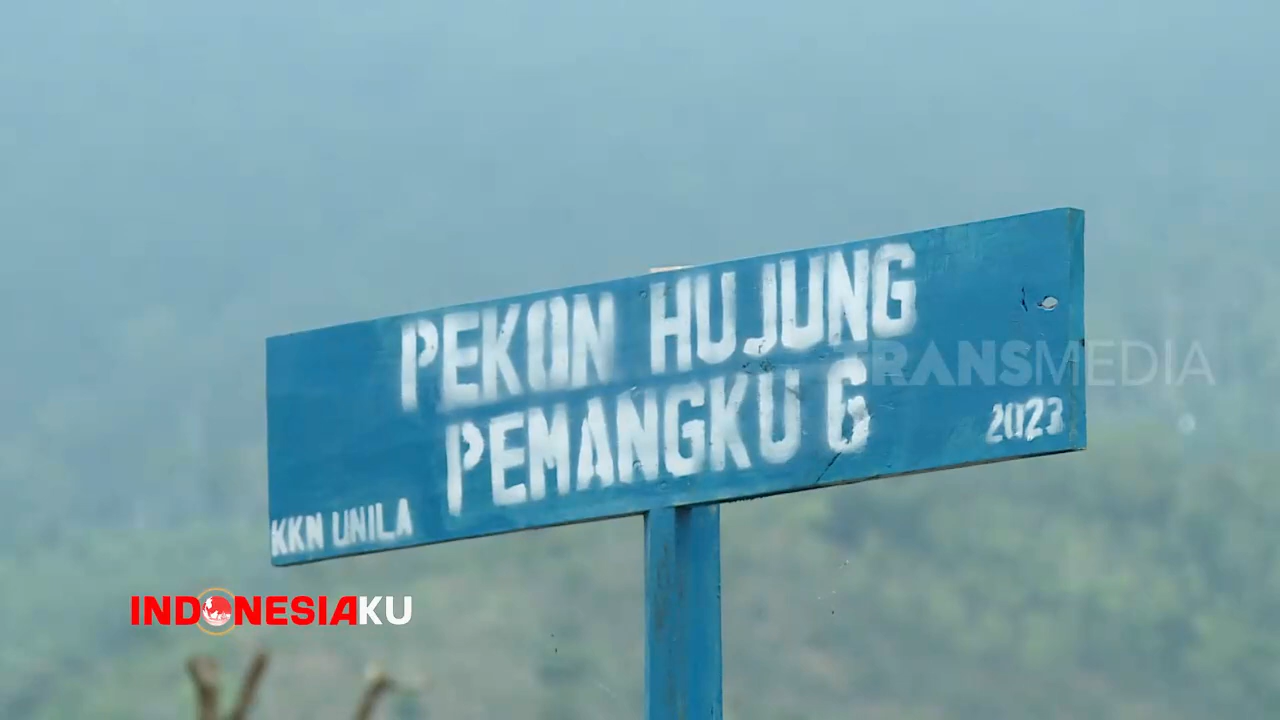 PEKON HUJUNG
PEMANGKU 6
2023
KKN UNILA
TRANSMEDIA
INDONESIAKU